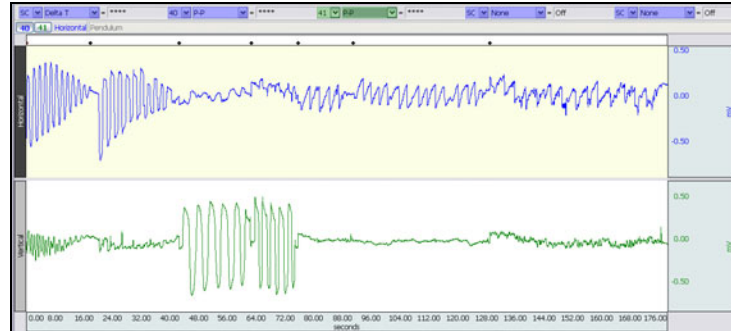 SC Delta T = **** 40 P-P = **** 41 P-P = **** SC None = Off SC None = Off
40 41 Horizontal Pendulum
Horizontal
0.50
0.00
-0.50
mV
Vertical
0.50
0.00
-0.50
mV
0.00 8.00 16.00 24.00 32.00 40.00 48.00 56.00 64.00 72.00 80.00 88.00 96.00 104.00 112.00 120.00 128.00 136.00 144.00 152.00 160.00 168.00 176.00
seconds